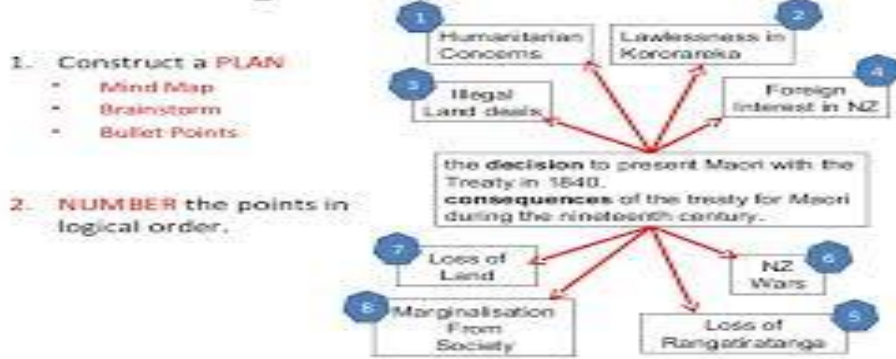 1. Construct a PLAN
• Mind Map
• Brainstorm
• Bullet Points
2. NUMBER the points in
logical order.
1
Humanitarian
Concerns
2
Lawlessness in
Kororareka
3
Illegal
Land deals
4
Foreign
Interest in NZ
the decision to present Maori with the
Treaty in 1840.
consequences of the treaty for Maori
during the nineteenth century.
7
Loss of
Land
6
NZ
Wars
8
Marginalisation
From
Society
5
Loss of
Rangatiratanga